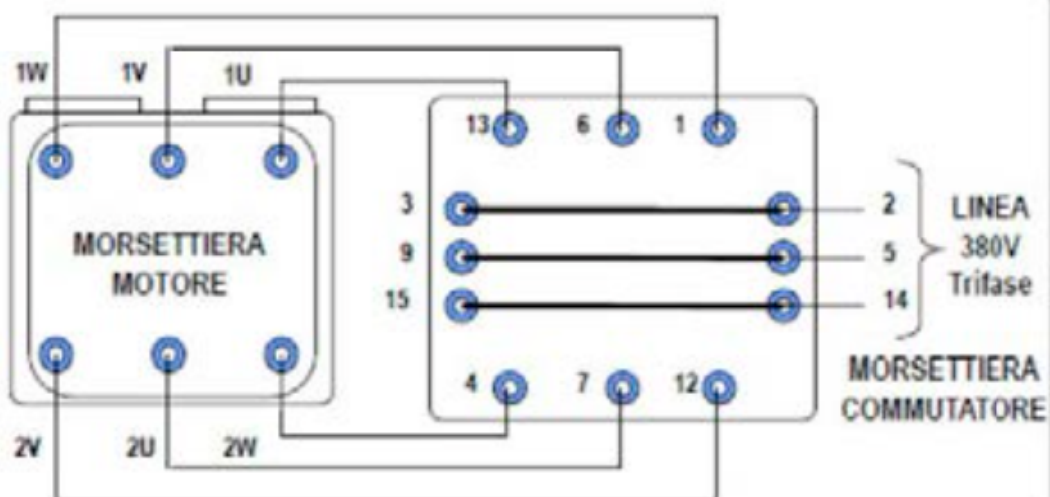 1W 1V 1U
13 6 1
3 2
9 5
15 14
LINEA
380V
Trifase
MORSETTIERA
MOTORE
4 7 12
MORSETTIERA
COMMUTATORE
2V 2U 2W